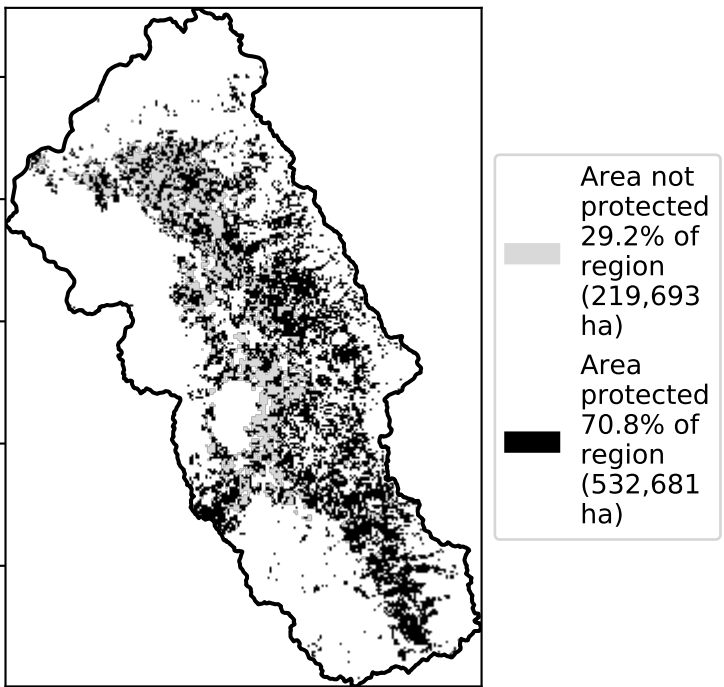 Area not
protected
29.2% of
region
(219,693
ha)
Area
protected
70.8% of
region
(532,681
ha)